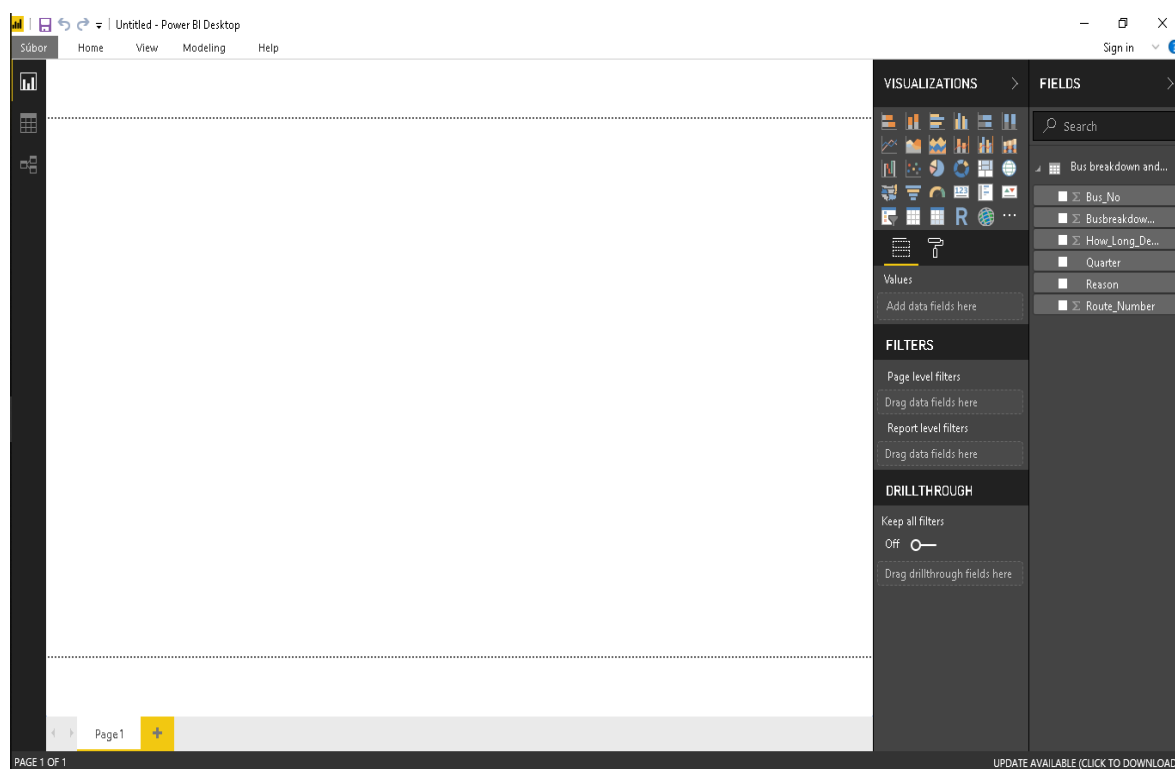 Untitled - Power BI Desktop
Súbor Home View Modeling Help Sign in
VISUALIZATIONS
123
R
Values
Add data fields here
FILTERS
Page level filters
Drag data fields here
Report level filters
Drag data fields here
DRILLTHROUGH
Keep all filters
Off
Drag drillthrough fields here
FIELDS
Search
Bus breakdown and...
Σ Bus_No
Σ Busbreakdow...
Σ How_Long_De...
Quarter
Reason
Σ Route_Number
Page1
PAGE 1 OF 1
UPDATE AVAILABLE (CLICK TO DOWNLOAD